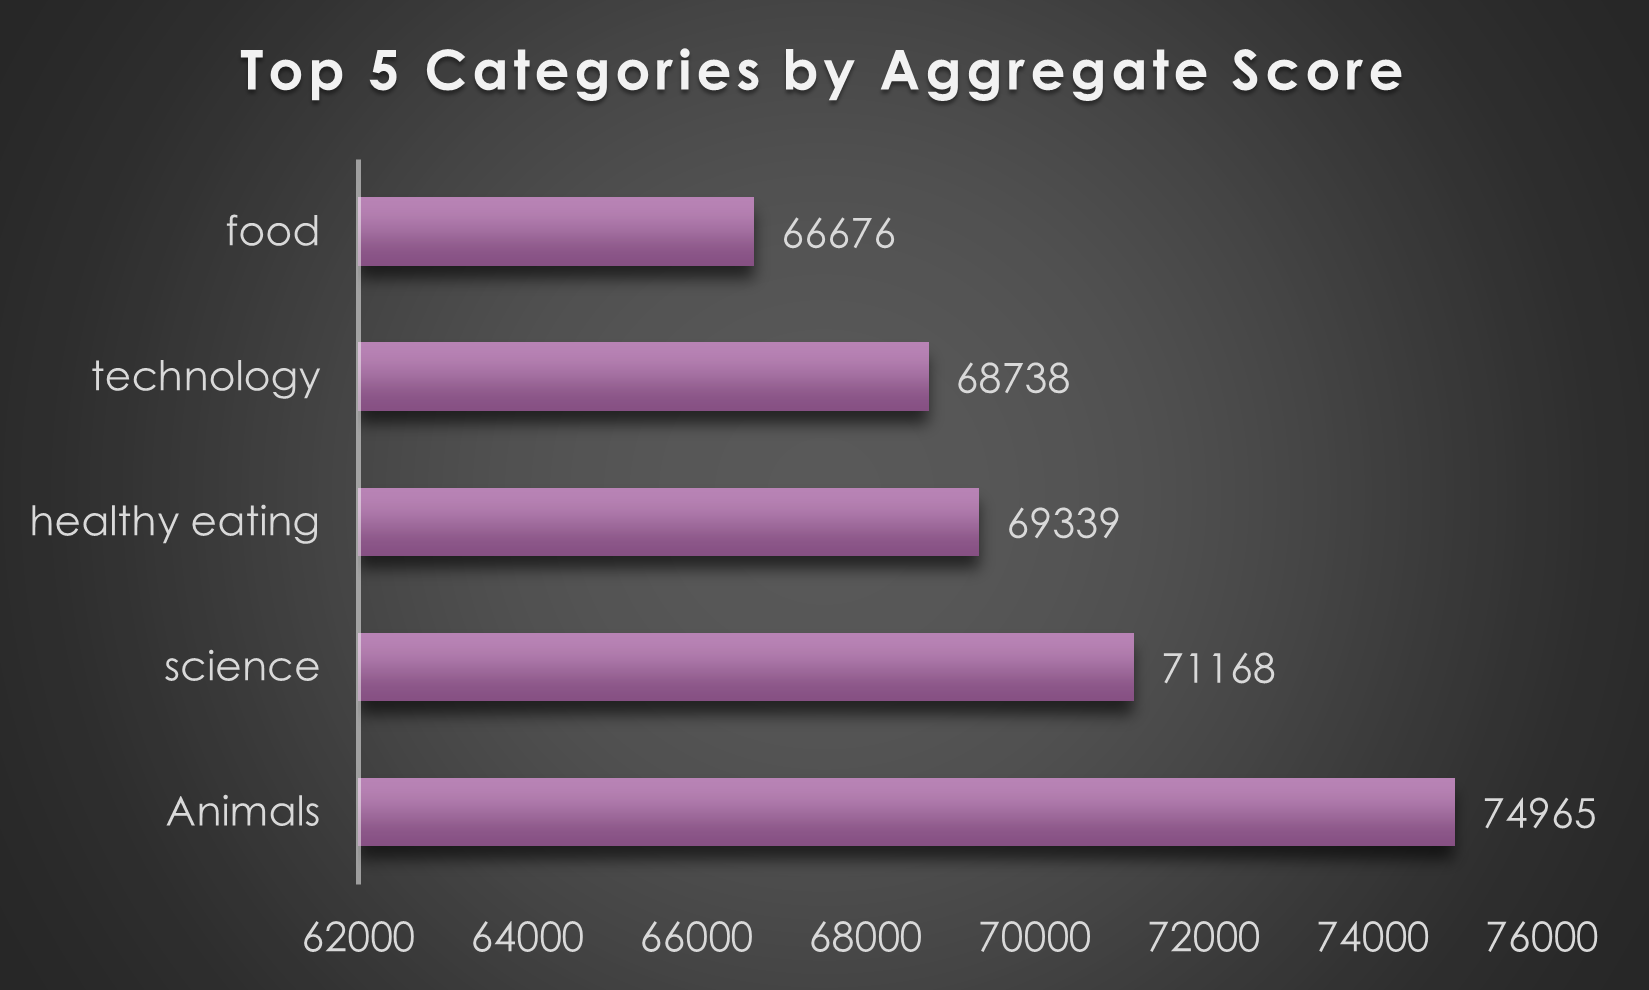 Top 5 Categories by Aggregate Score
food 66676
technology 68738
healthy eating 69339
science 71168
Animals 74965
62000 64000 66000 68000 70000 72000 74000 76000